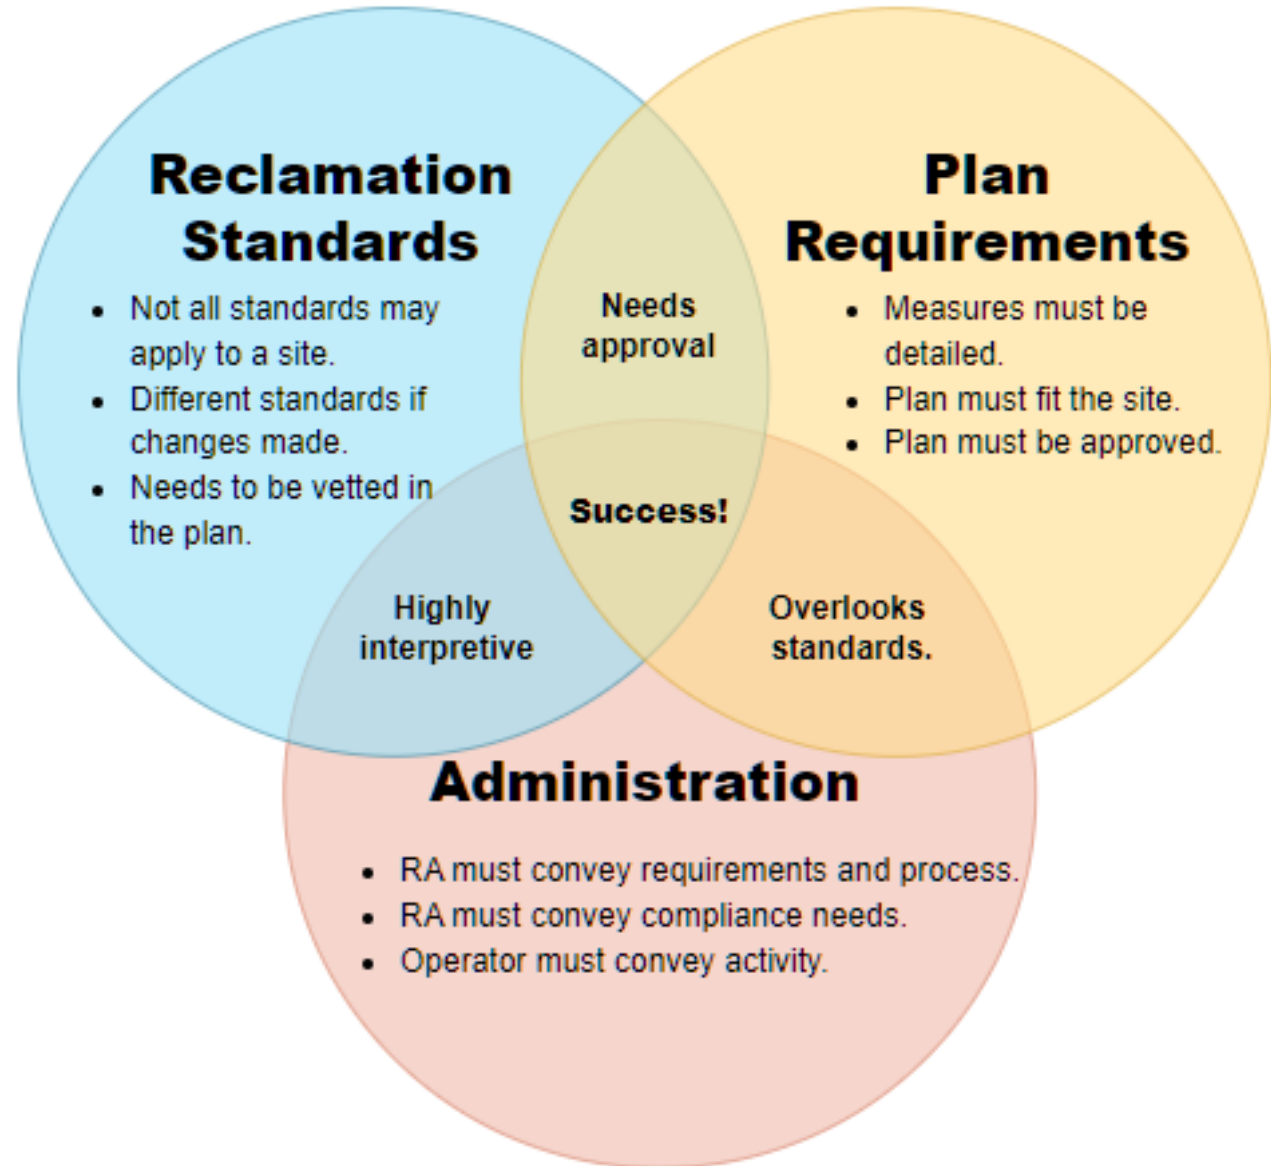 Reclamation
Standards
• Not all standards may
apply to a site.
• Different standards if
changes made.
• Needs to be vetted in
the plan.
Plan
Requirements
• Measures must be
detailed.
• Plan must fit the site.
• Plan must be approved.
Needs
approval
Success!
Highly
interpretive
Overlooks
standards.
Administration
• RA must convey requirements and process.
• RA must convey compliance needs.
• Operator must convey activity.